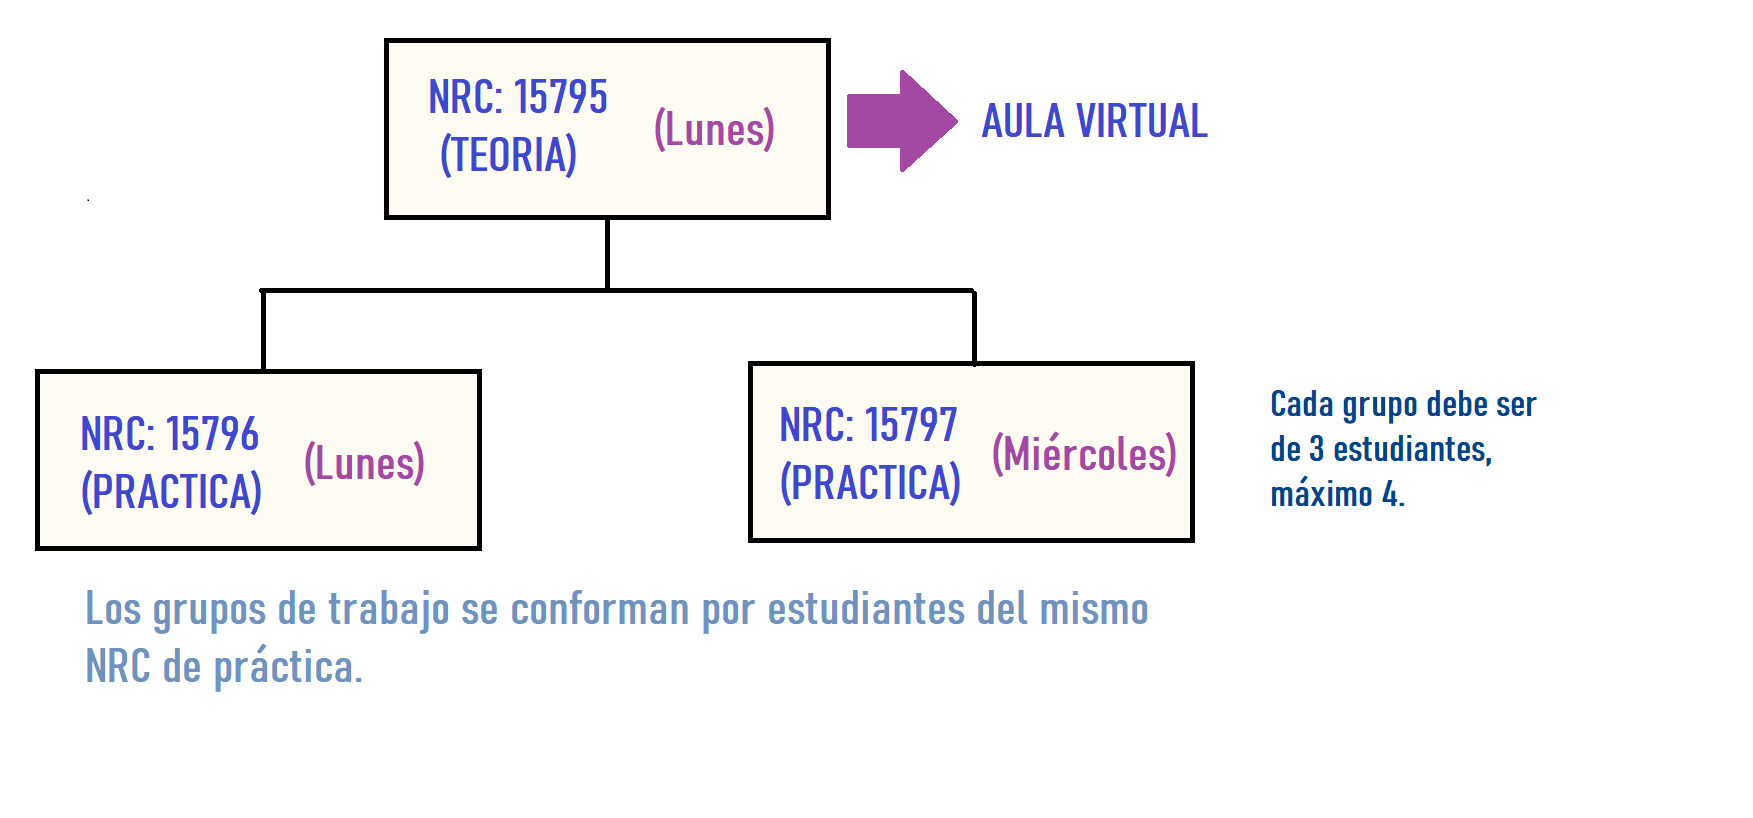 NRC: 15795
(TEORIA)
(Lunes)
AULA VIRTUAL
NRC: 15796
(PRACTICA)
(Lunes)
NRC: 15797
(PRACTICA)
(Miércoles)
Cada grupo debe ser
de 3 estudiantes,
máximo 4.
Los grupos de trabajo se conforman por estudiantes del mismo
NRC de práctica.